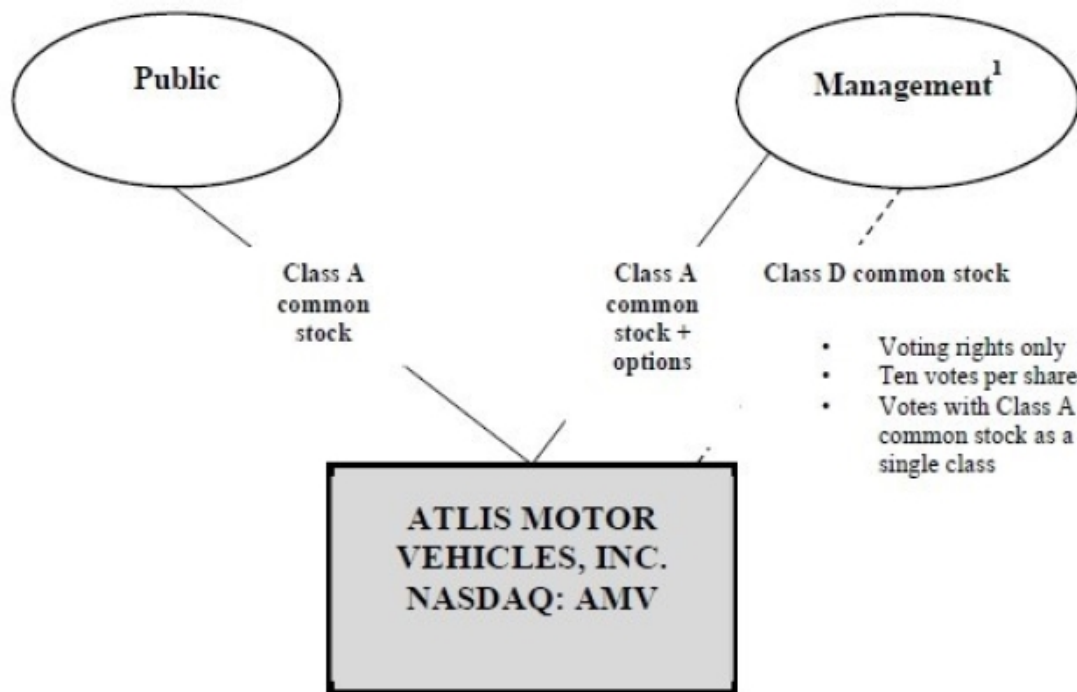 Public
Management¹
Class A
common
stock
Class A
common
stock +
options
Class D common stock
• Voting rights only
• Ten votes per share
• Votes with Class A
common stock as a
single class
ATLIS MOTOR
VEHICLES, INC.
NASDAQ: AMV